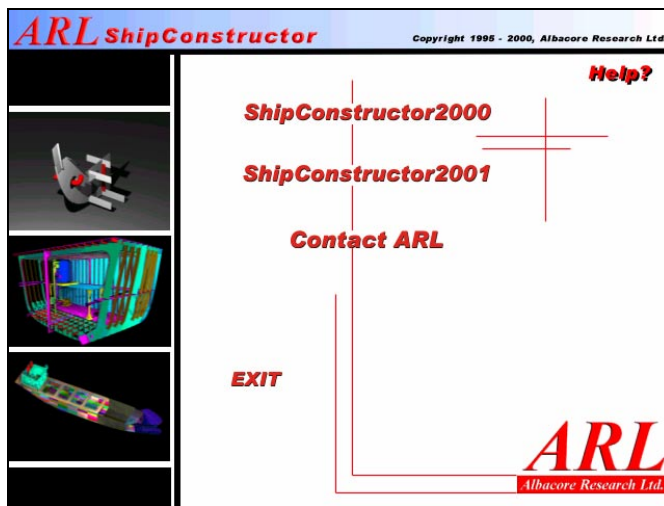 ARL ShipConstructor
Copyright 1995 - 2000, Albacore Research Ltd.
Help?
ShipConstructor2000
ShipConstructor2001
Contact ARL
EXIT
ARL
Albacore Research Ltd.